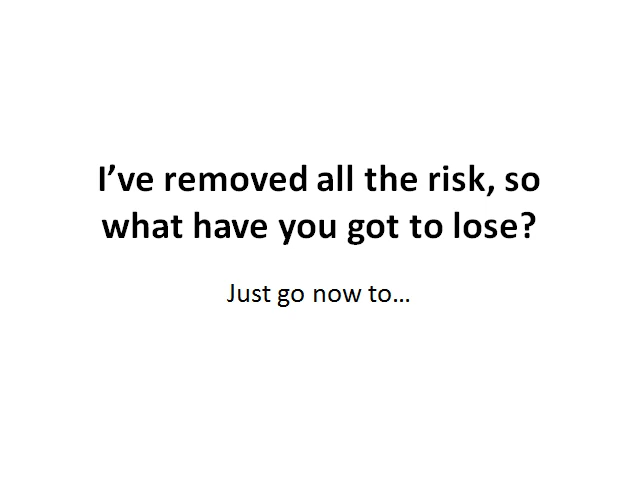 I’ve removed all the risk, so
what have you got to lose?
Just go now to…